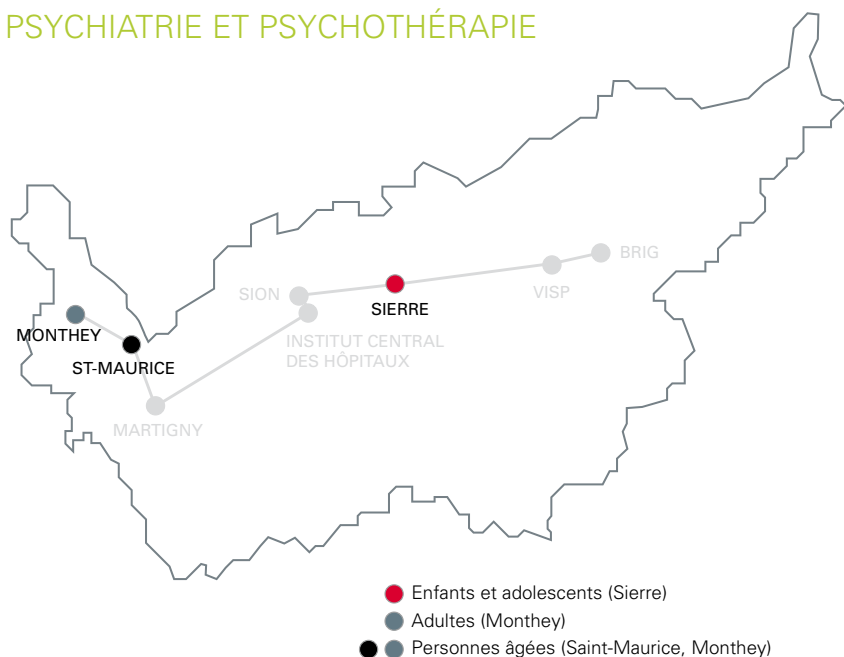 PSYCHIATRIE ET PSYCHOTHÉRAPIE
BRIG
SION
VISP
SIERRE
MONTHEY
INSTITUT CENTRAL
DES HÔPITAUX
ST-MAURICE
MARTIGNY
Enfants et adolescents (Sierre)
Adultes (Monthey)
Personnes âgées (Saint-Maurice, Monthey)